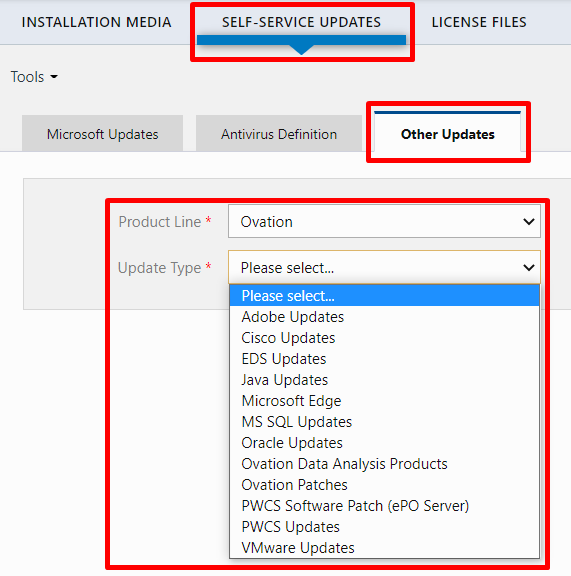 INSTALLATION MEDIA SELF-SERVICE UPDATES LICENSE FILES
Tools
Microsoft Updates Antivirus Definition Other Updates
Product Line * Ovation
Update Type * Please select...
Please select...
Adobe Updates
Cisco Updates
EDS Updates
Java Updates
Microsoft Edge
MS SQL Updates
Oracle Updates
Ovation Data Analysis Products
Ovation Patches
PWCS Software Patch (ePO Server)
PWCS Updates
VMware Updates